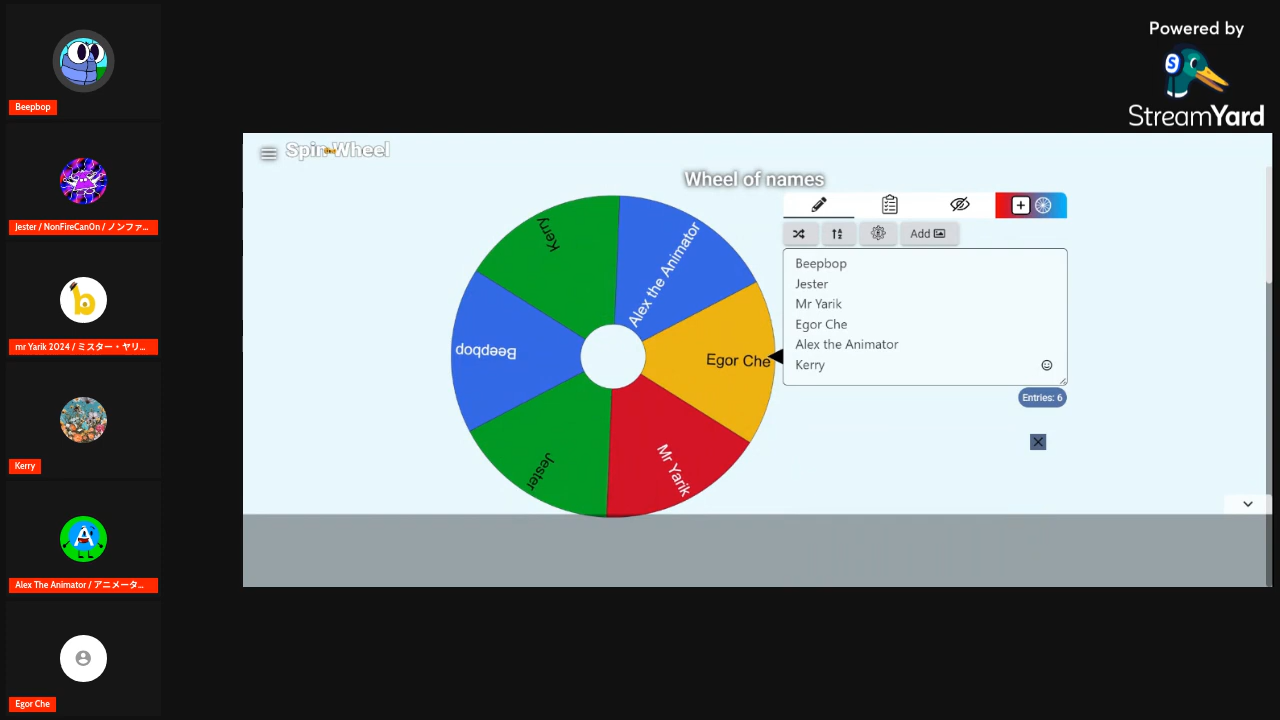 Powered by
StreamYard
Beepbop
Jester / NonFireCanOn / ノンファ...
mr Yarik 2024 / ミスター・ヤリ...
Kerry
Alex The Animator / アニメータ...
Egor Che
Spin the Wheel
Wheel of names
Add
Beepbop
Jester
Mr Yarik
Egor Che
Alex the Animator
Kerry
Entries: 6
Kerry
Alex the Animator
Beepbop
Egor Che
Jester
Mr Yarik